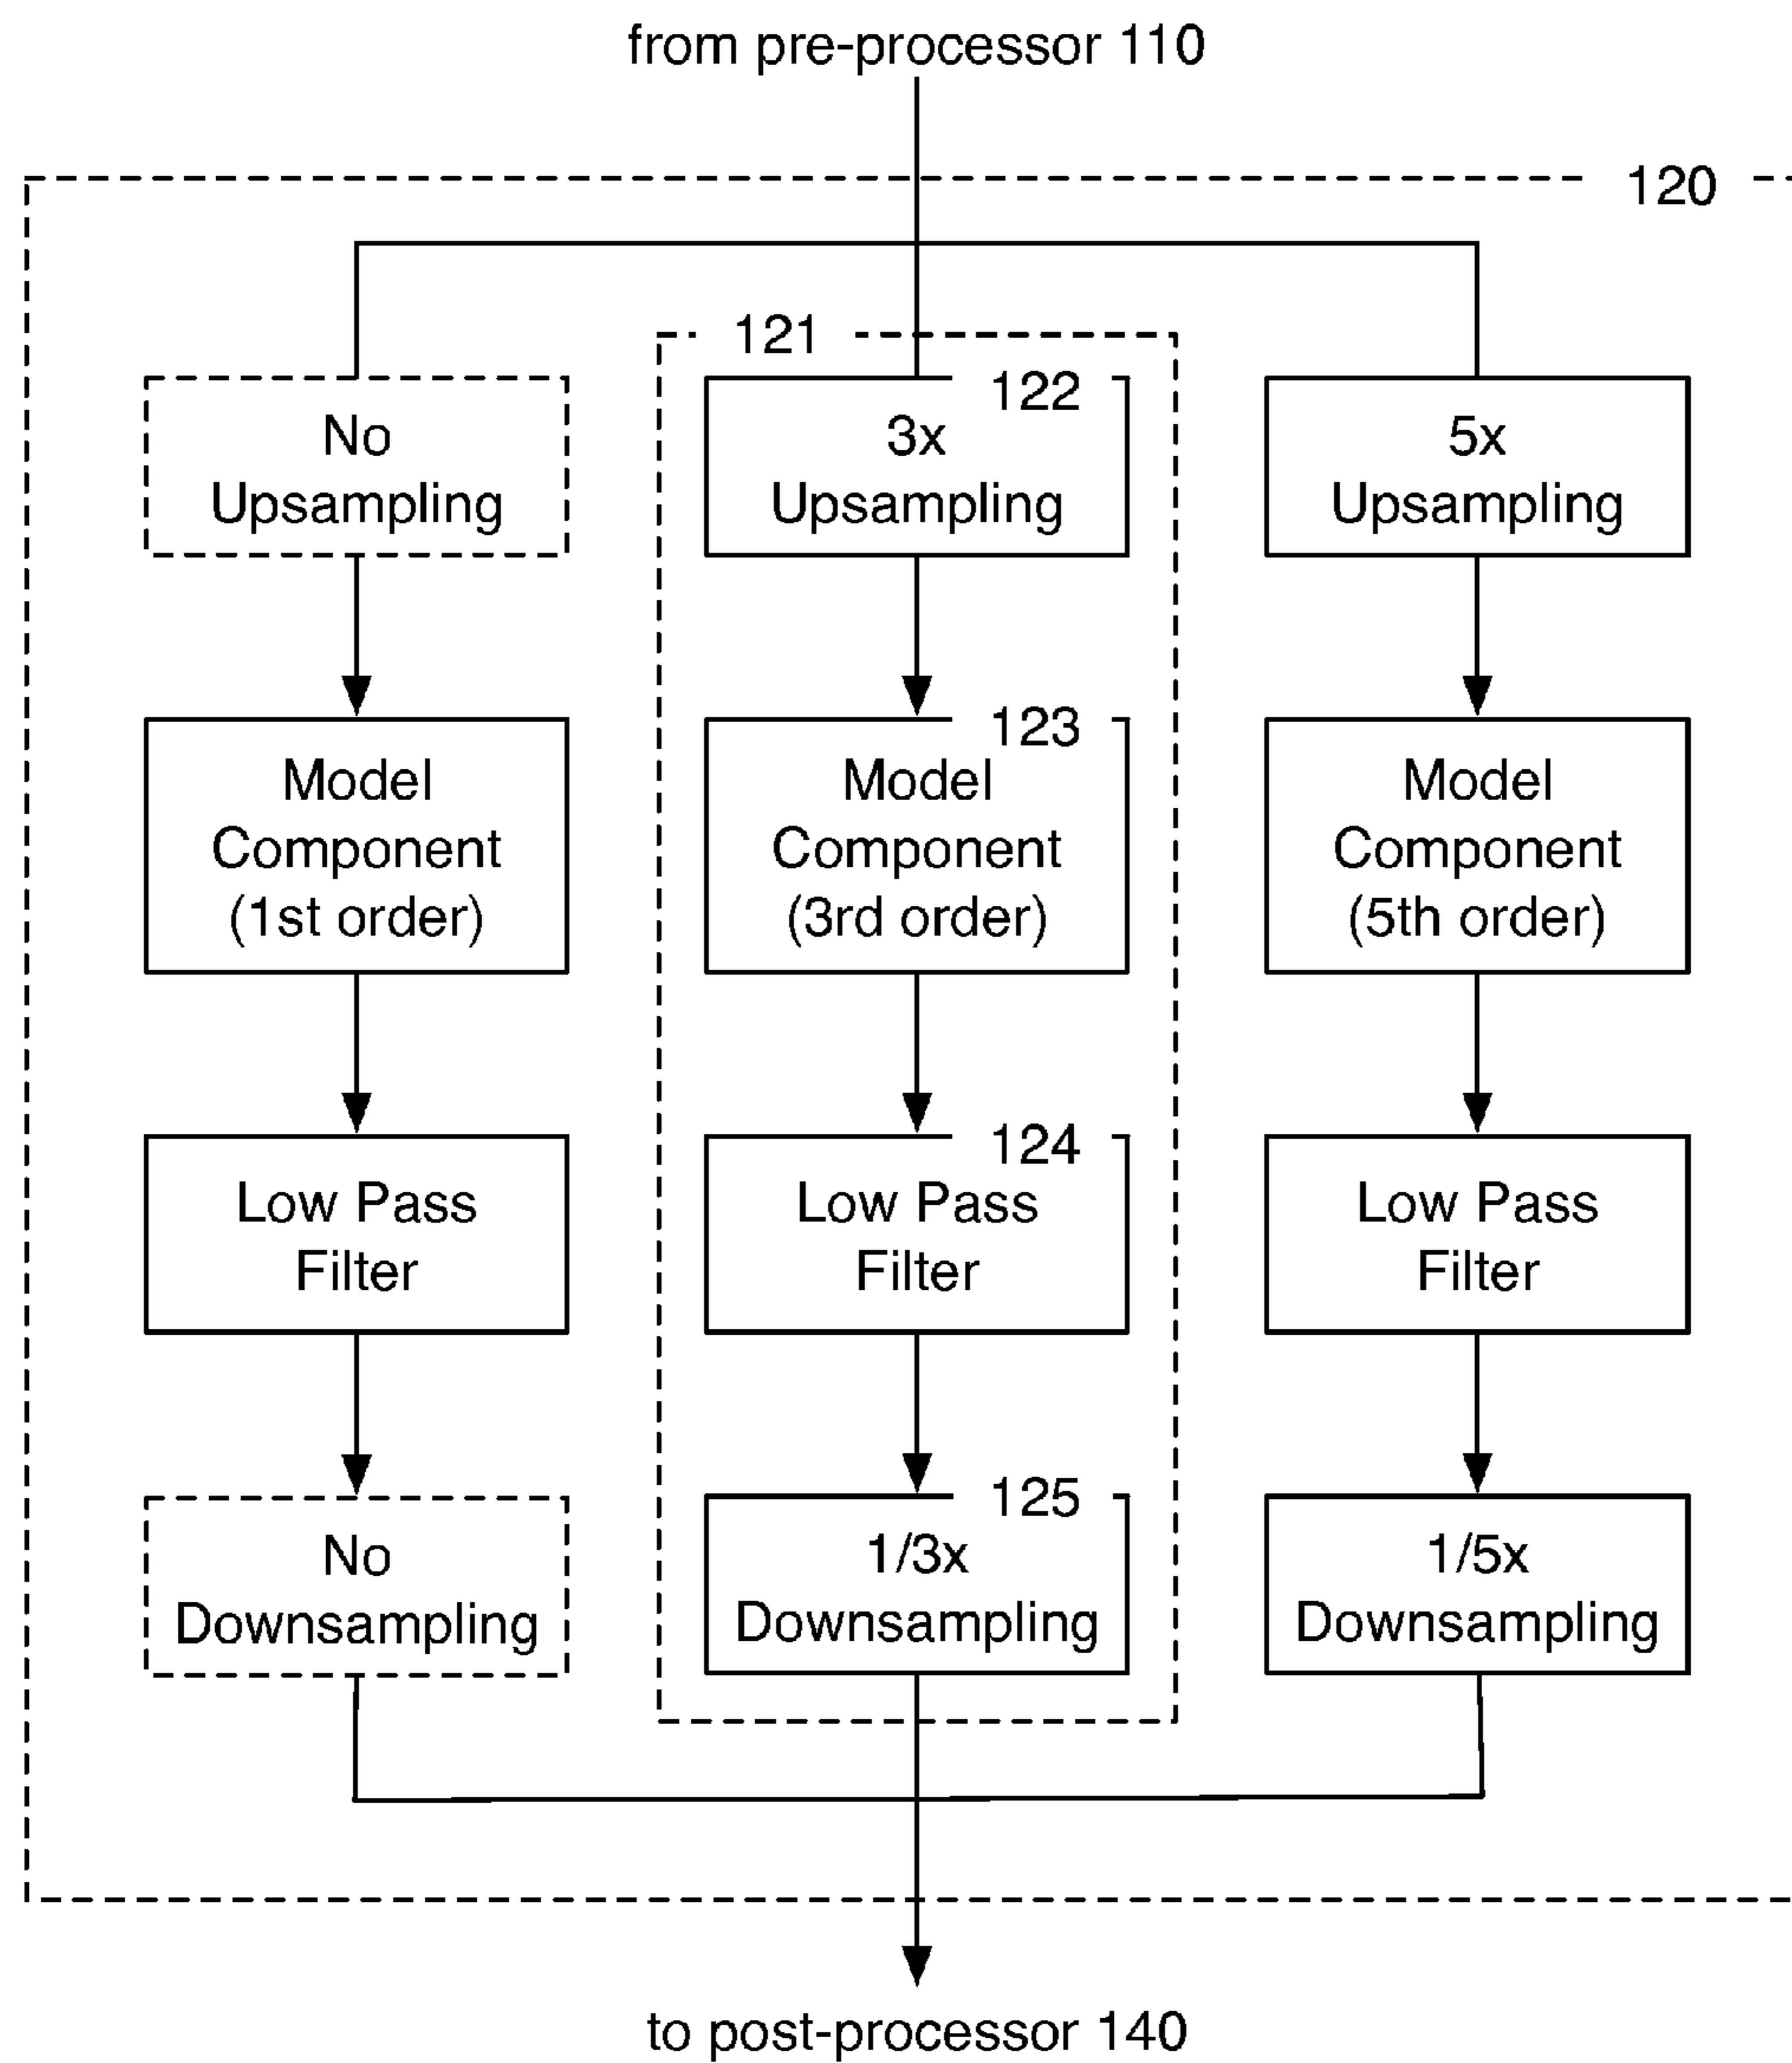 from pre-processor 110
120
121
No
Upsampling
122
3x
Upsampling
5x
Upsampling
Model
Component
(1st order)
123
Model
Component
(3rd order)
Model
Component
(5th order)
Low Pass
Filter
124
Low Pass
Filter
Low Pass
Filter
No
Downsampling
125
1/3x
Downsampling
1/5x
Downsampling
to post-processor 140